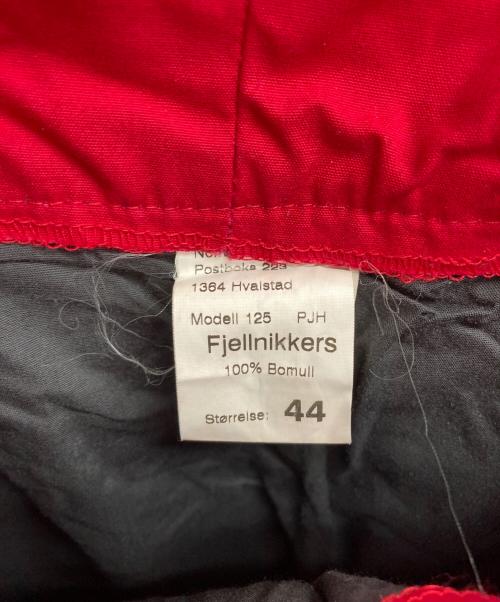 Postboks 223
1364 Hvalstad
Modell 125 PJH
Fjellnikkers
100% Bomull
Størrelse: 44